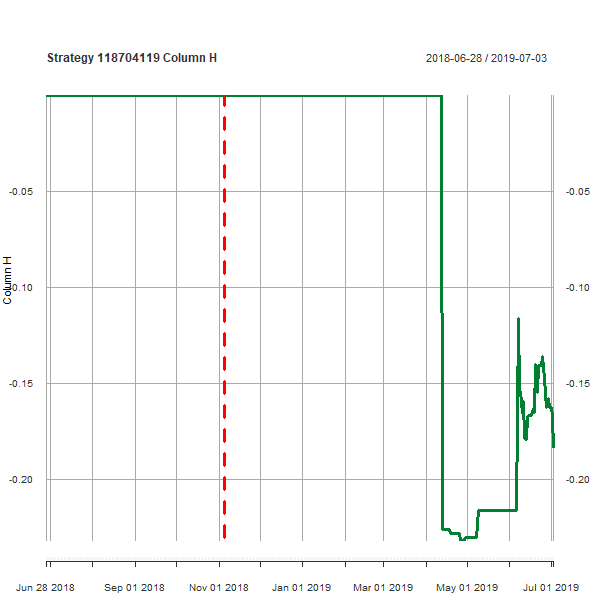 Strategy 118704119 Column H
2018-06-28 / 2019-07-03
Column H
-0.05
-0.05
-0.10
-0.10
-0.15
-0.15
-0.20
-0.20
Jun 28 2018
Sep 01 2018
Nov 01 2018
Jan 01 2019
Mar 01 2019
May 01 2019
Jul 01 2019